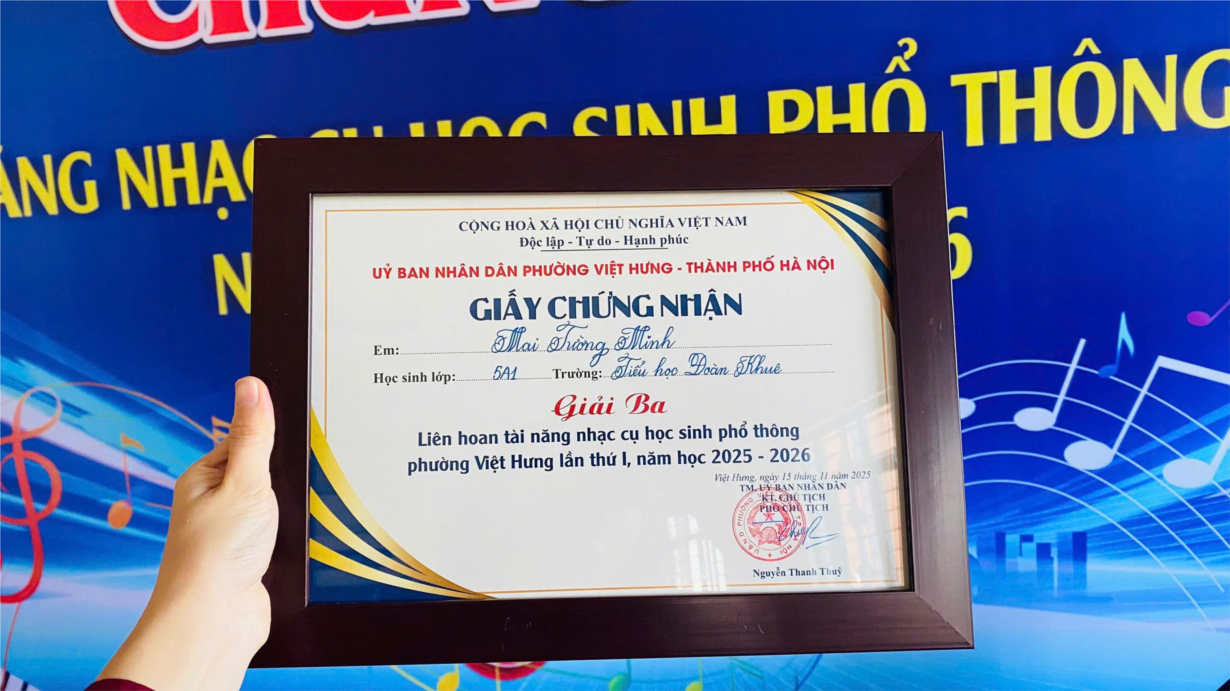 ĂNG NHẠC CỤ HỌC SINH PHỔ THÔNG
CỘNG HOÀ XÃ HỘI CHỦ NGHĨA VIỆT NAM
Độc lập - Tự do - Hạnh phúc
UỶ BAN NHÂN DÂN PHƯỜNG VIỆT HƯNG - THÀNH PHỐ HÀ NỘI
GIẤY CHỨNG NHẬN
Em: Mai Tường Minh
Học sinh lớp: 5A1 Trường: Tiểu học Đoàn Khuê
Giải Ba
Liên hoan tài năng nhạc cụ học sinh phổ thông
phường Việt Hưng lần thứ I, năm học 2025 - 2026
Việt Hưng, ngày 15 tháng 11 năm 2025
TM. UỶ BAN NHÂN DÂN
KT. CHỦ TỊCH
PHÓ CHỦ TỊCH
Nguyễn Thanh Thuỷ